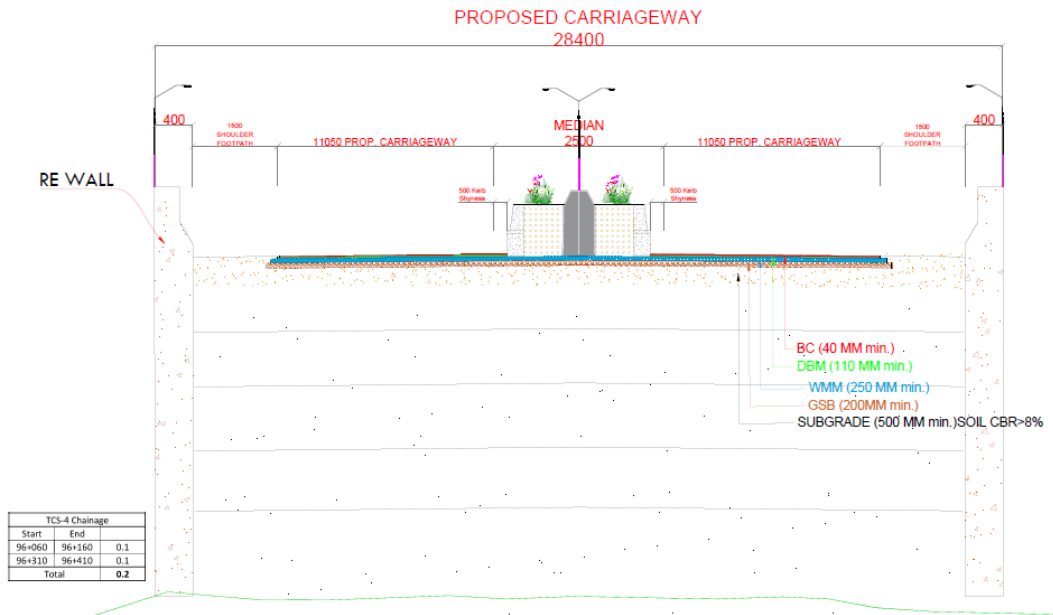 PROPOSED CARRIAGEWAY
28400
400
1500
SHOULDER
FOOTPATH
11050 PROP. CARRIAGEWAY
MEDIAN
2500
11050 PROP. CARRIAGEWAY
1500
SHOULDER
FOOTPATH
400
RE WALL
500 Kerb
Shyness
500 Kerb
Shyness
BC (40 MM min.)
DBM (110 MM min.)
WMM (250 MM min.)
GSB (200MM min.)
SUBGRADE (500 MM min.)SOIL CBR>8%
TCS-4 Chainage
Start End
96+060 96+160 0.1
96+310 96+410 0.1
Total 0.2